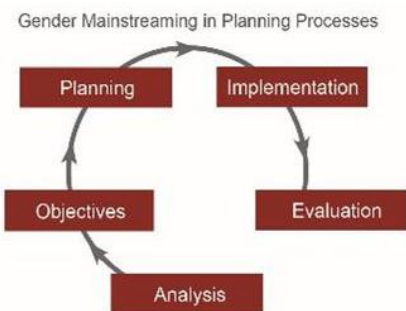 Gender Mainstreaming in Planning Processes
Planning
Implementation
Objectives
Evaluation
Analysis